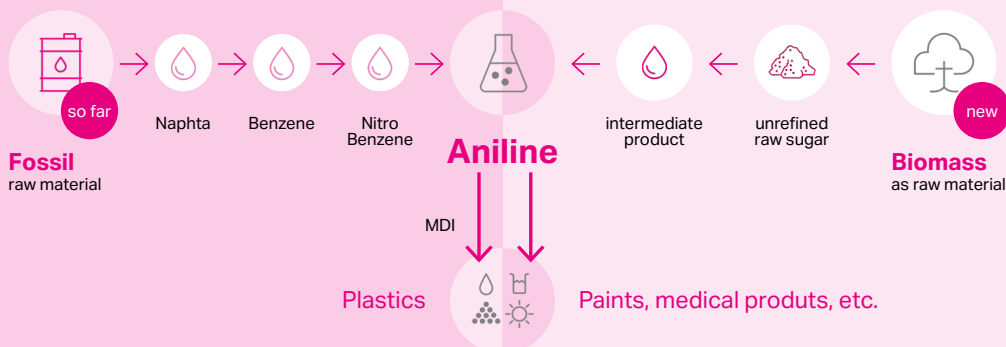 so far
Fossil
raw material
Naphta
Benzene
Nitro
Benzene
Aniline
intermediate
product
unrefined
raw sugar
new
Biomass
as raw material
MDI
Plastics
Paints, medical produts, etc.